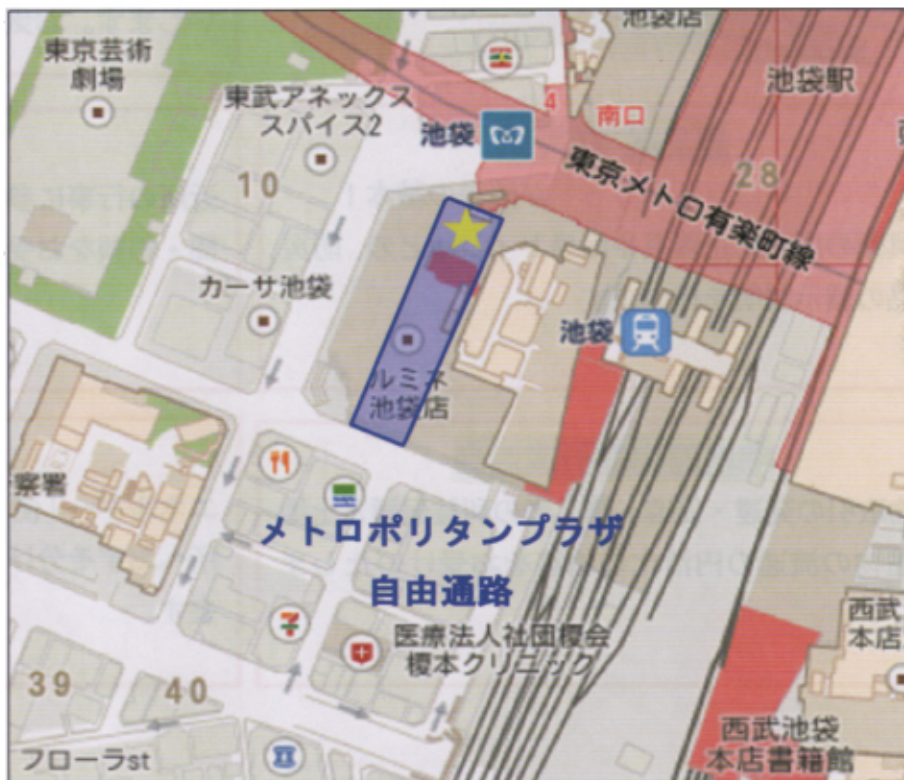 池袋店
東京芸術
劇場
池袋駅
東武アネックス
スパイス2
4
南口
池袋
28
10
東京メトロ有楽町線
カーサ池袋
池袋
ルミネ
池袋店
察署
メトロポリタンプラザ
自由通路
西武
本店
医療法人社団榎会
榎本クリニック
39
40
西武池袋
本店書籍館
フローラst